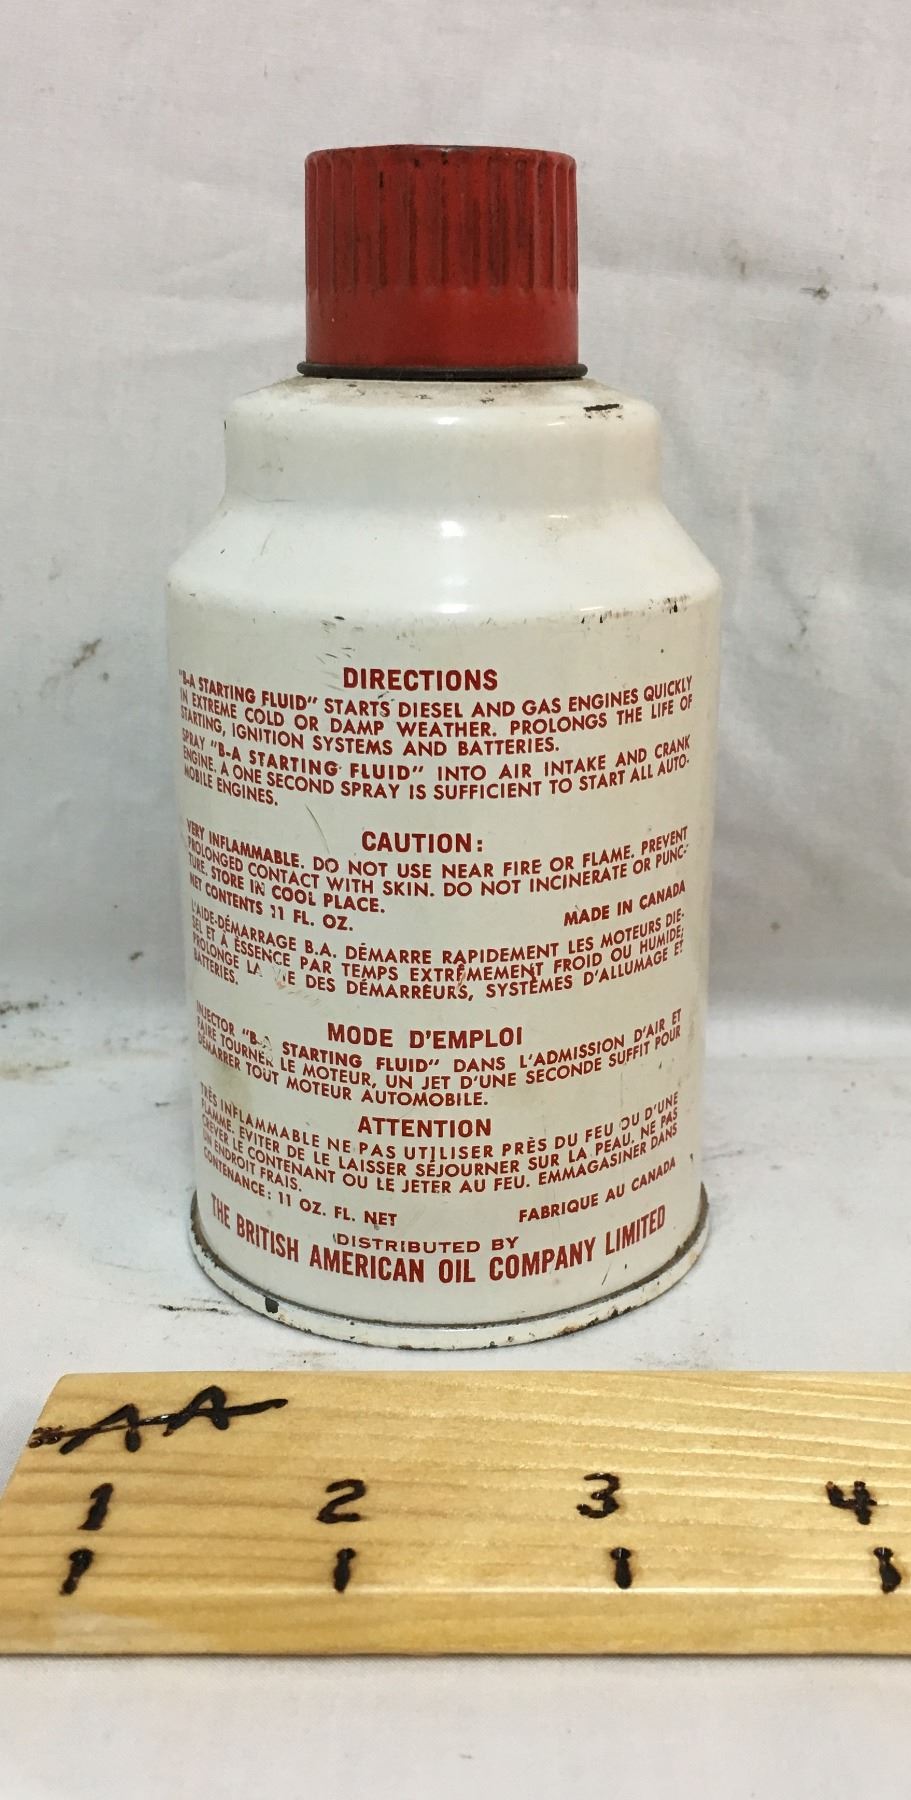 DIRECTIONS
"B-A STARTING FLUID" STARTS DIESEL AND GAS ENGINES QUICKLY
IN EXTREME COLD OR DAMP WEATHER. PROLONGS THE LIFE OF
STARTING, IGNITION SYSTEMS AND BATTERIES.
SPRAY "B-A STARTING FLUID" INTO AIR INTAKE AND CRANK
ENGINE. A ONE SECOND SPRAY IS SUFFICIENT TO START ALL AUTO-
MOBILE ENGINES.
CAUTION:
VERY INFLAMMABLE. DO NOT USE NEAR FIRE OR FLAME. PREVENT
PROLONGED CONTACT WITH SKIN. DO NOT INCINERATE OR PUNC-
TURE. STORE IN COOL PLACE.
NET CONTENTS 11 FL. OZ. MADE IN CANADA
L'AIDE-DÉMARRAGE B.A. DÉMARRE RAPIDEMENT LES MOTEURS DIE-
SEL ET À ESSENCE PAR TEMPS EXTRÊMEMENT FROID OU HUMIDE;
PROLONGE LA VIE DES DÉMARREURS, SYSTÈMES D'ALLUMAGE ET
BATTERIES.
MODE D'EMPLOI
INJECTOR "B-A STARTING FLUID" DANS L'ADMISSION D'AIR ET
FAIRE TOURNER LE MOTEUR, UN JET D'UNE SECONDE SUFFIT POUR
DÉMARRER TOUT MOTEUR AUTOMOBILE.
ATTENTION
TRÈS INFLAMMABLE NE PAS UTILISER PRÈS DU FEU OU D'UNE
FLAMME. EVITER DE LE LAISSER SÉJOURNER SUR LA PEAU. NE PAS
CREVER LE CONTENANT OU LE JETER AU FEU. EMMAGASINER DANS
UN ENDROIT FRAIS.
CONTENANCE: 11 OZ. FL. NET FABRIQUE AU CANADA
DISTRIBUTED BY
THE BRITISH AMERICAN OIL COMPANY LIMITED
AA
1 2 3 4